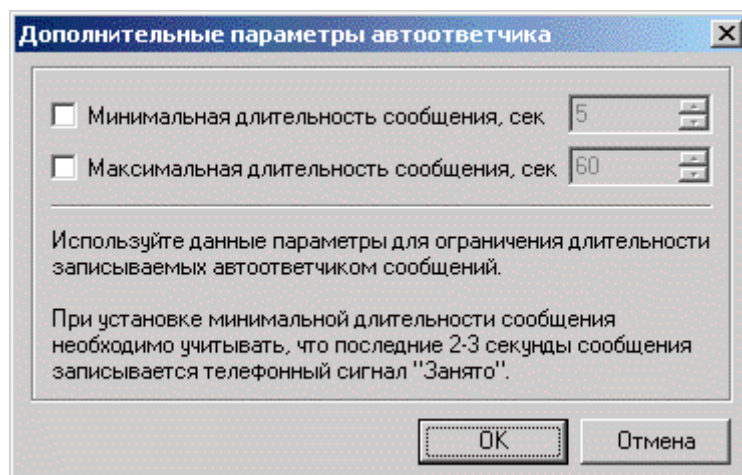 Дополнительные параметры автоответчика
Минимальная длительность сообщения, сек 5
Максимальная длительность сообщения, сек 60
Используйте данные параметры для ограничения длительности
записываемых автоответчиком сообщений.
При установке минимальной длительности сообщения
необходимо учитывать, что последние 2-3 секунды сообщения
записывается телефонный сигнал "Занято".
OK Отмена